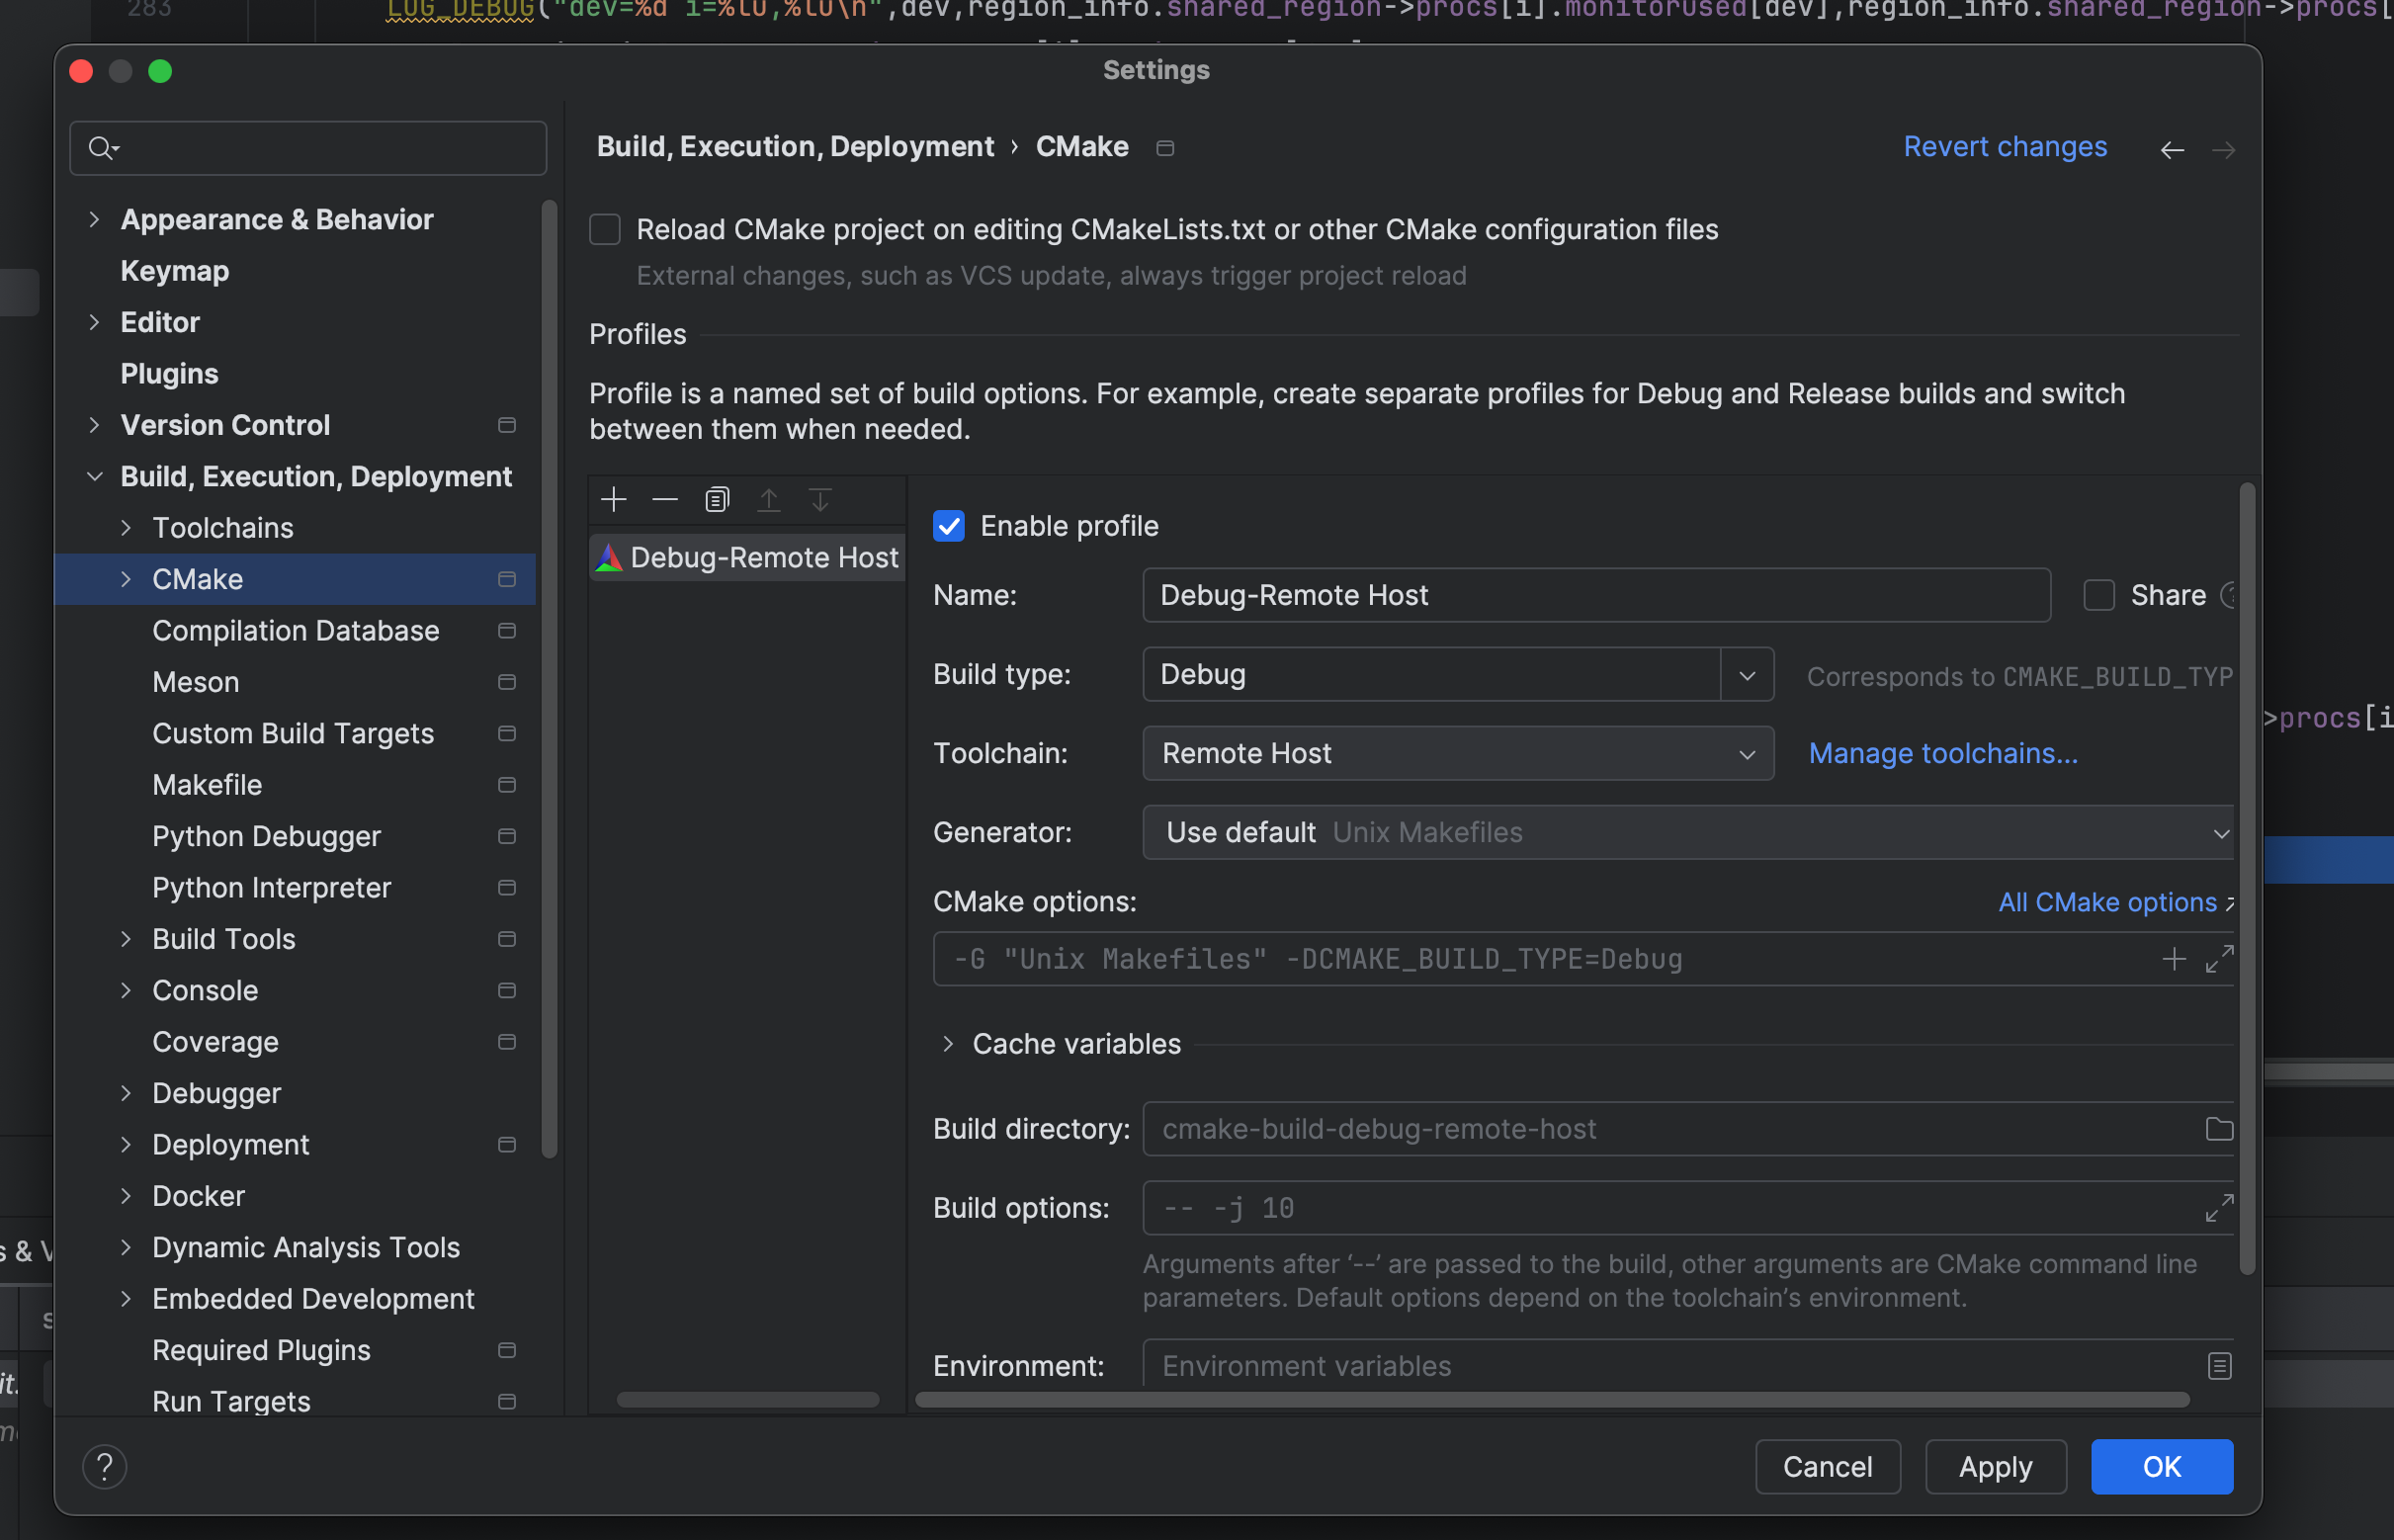 283
LOG_DEBUG("dev=%d i=%lu,%lu\n",dev,region_info.shared_region->procs[i].monitorused[dev],region_info.shared_region->procs[
Settings
Build, Execution, Deployment › CMake
Revert changes
Appearance & Behavior
Keymap
Editor
Plugins
Version Control
Build, Execution, Deployment
Toolchains
CMake
Compilation Database
Meson
Custom Build Targets
Makefile
Python Debugger
Python Interpreter
Build Tools
Console
Coverage
Debugger
Deployment
Docker
Dynamic Analysis Tools
Embedded Development
Required Plugins
Run Targets
Reload CMake project on editing CMakeLists.txt or other CMake configuration files
External changes, such as VCS update, always trigger project reload
Profiles
Profile is a named set of build options. For example, create separate profiles for Debug and Release builds and switch
between them when needed.
Debug-Remote Host
Enable profile
Name: Debug-Remote Host Share ?
Build type: Debug Corresponds to CMAKE_BUILD_TYP
Toolchain: Remote Host Manage toolchains...
Generator: Use default Unix Makefiles
CMake options: All CMake options
-G "Unix Makefiles" -DCMAKE_BUILD_TYPE=Debug
Cache variables
Build directory: cmake-build-debug-remote-host
Build options: -- -j 10
Arguments after ‘--’ are passed to the build, other arguments are CMake command line
parameters. Default options depend on the toolchain’s environment.
Environment: Environment variables
>procs[i
s & V
it.
?
Cancel
Apply
OK